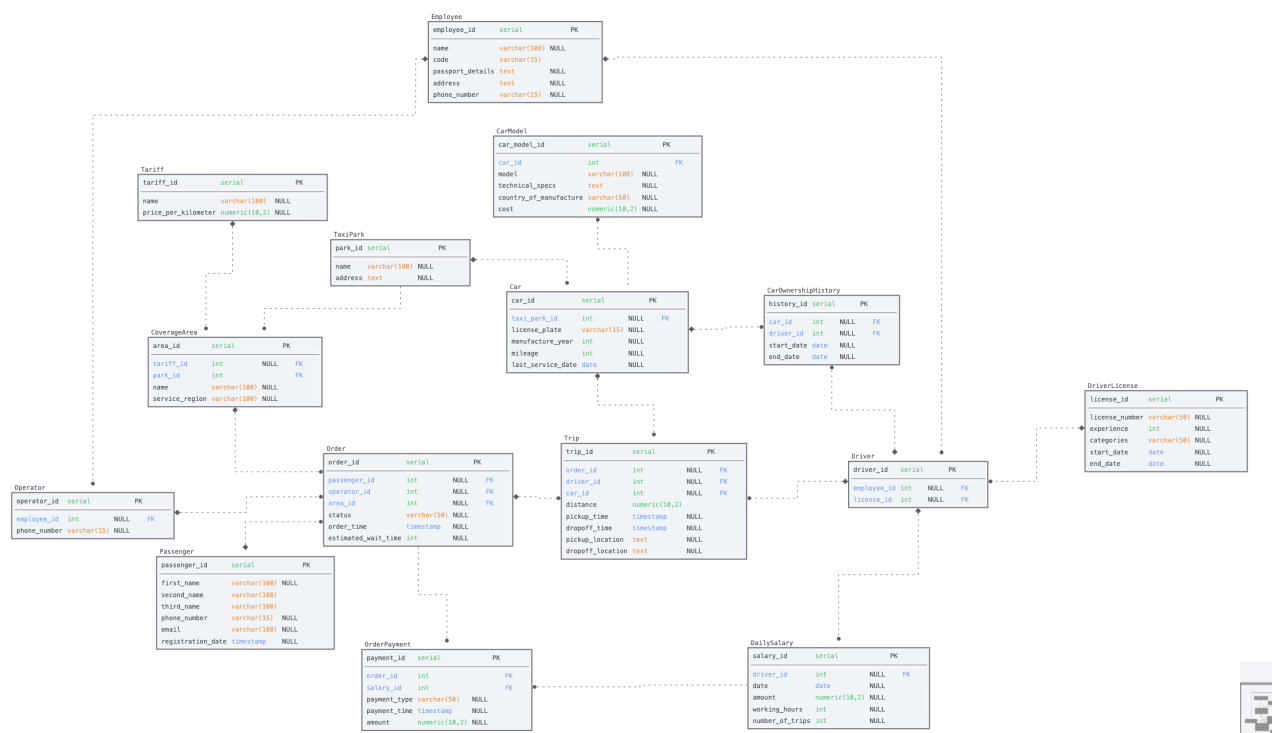 Employee
employee_id serial PK
name varchar(100) NULL
code varchar(15)
passport_details text NULL
address text NULL
phone_number varchar(15) NULL
CarModel
car_model_id serial PK
car_id int FK
model varchar(100) NULL
technical_specs text NULL
country_of_manufacture varchar(50) NULL
cost numeric(10,2) NULL
Tariff
tariff_id serial PK
name varchar(100) NULL
price_per_kilometer numeric(10,2) NULL
TaxiPark
park_id serial PK
name varchar(100) NULL
address text NULL
Car
car_id serial PK
taxi_park_id int NULL FK
license_plate varchar(15) NULL
manufacture_year int NULL
mileage int NULL
last_service_date date NULL
CarOwnershipHistory
history_id serial PK
car_id int NULL FK
driver_id int NULL FK
start_date date NULL
end_date date NULL
CoverageArea
area_id serial PK
tariff_id int NULL FK
park_id int FK
name varchar(100) NULL
service_region varchar(100) NULL
DriverLicense
license_id serial PK
license_number varchar(50) NULL
experience int NULL
categories varchar(50) NULL
start_date date NULL
end_date date NULL
Order
order_id serial PK
passenger_id int NULL FK
operator_id int NULL FK
area_id int NULL FK
status varchar(50) NULL
order_time timestamp NULL
estimated_wait_time int NULL
Trip
trip_id serial PK
order_id int NULL FK
driver_id int NULL FK
car_id int NULL FK
distance numeric(10,2)
pickup_time timestamp NULL
dropoff_time timestamp NULL
pickup_location text NULL
dropoff_location text NULL
Driver
driver_id serial PK
employee_id int NULL FK
license_id int NULL FK
Operator
operator_id serial PK
employee_id int NULL FK
phone_number varchar(15) NULL
Passenger
passenger_id serial PK
first_name varchar(100) NULL
second_name varchar(100)
third_name varchar(100)
phone_number varchar(15) NULL
email varchar(100) NULL
registration_date timestamp NULL
OrderPayment
payment_id serial PK
order_id int FK
salary_id int FK
payment_type varchar(50) NULL
payment_time timestamp NULL
amount numeric(10,2) NULL
DailySalary
salary_id serial PK
driver_id int NULL FK
date date NULL
amount numeric(10,2) NULL
working_hours int NULL
number_of_trips int NULL